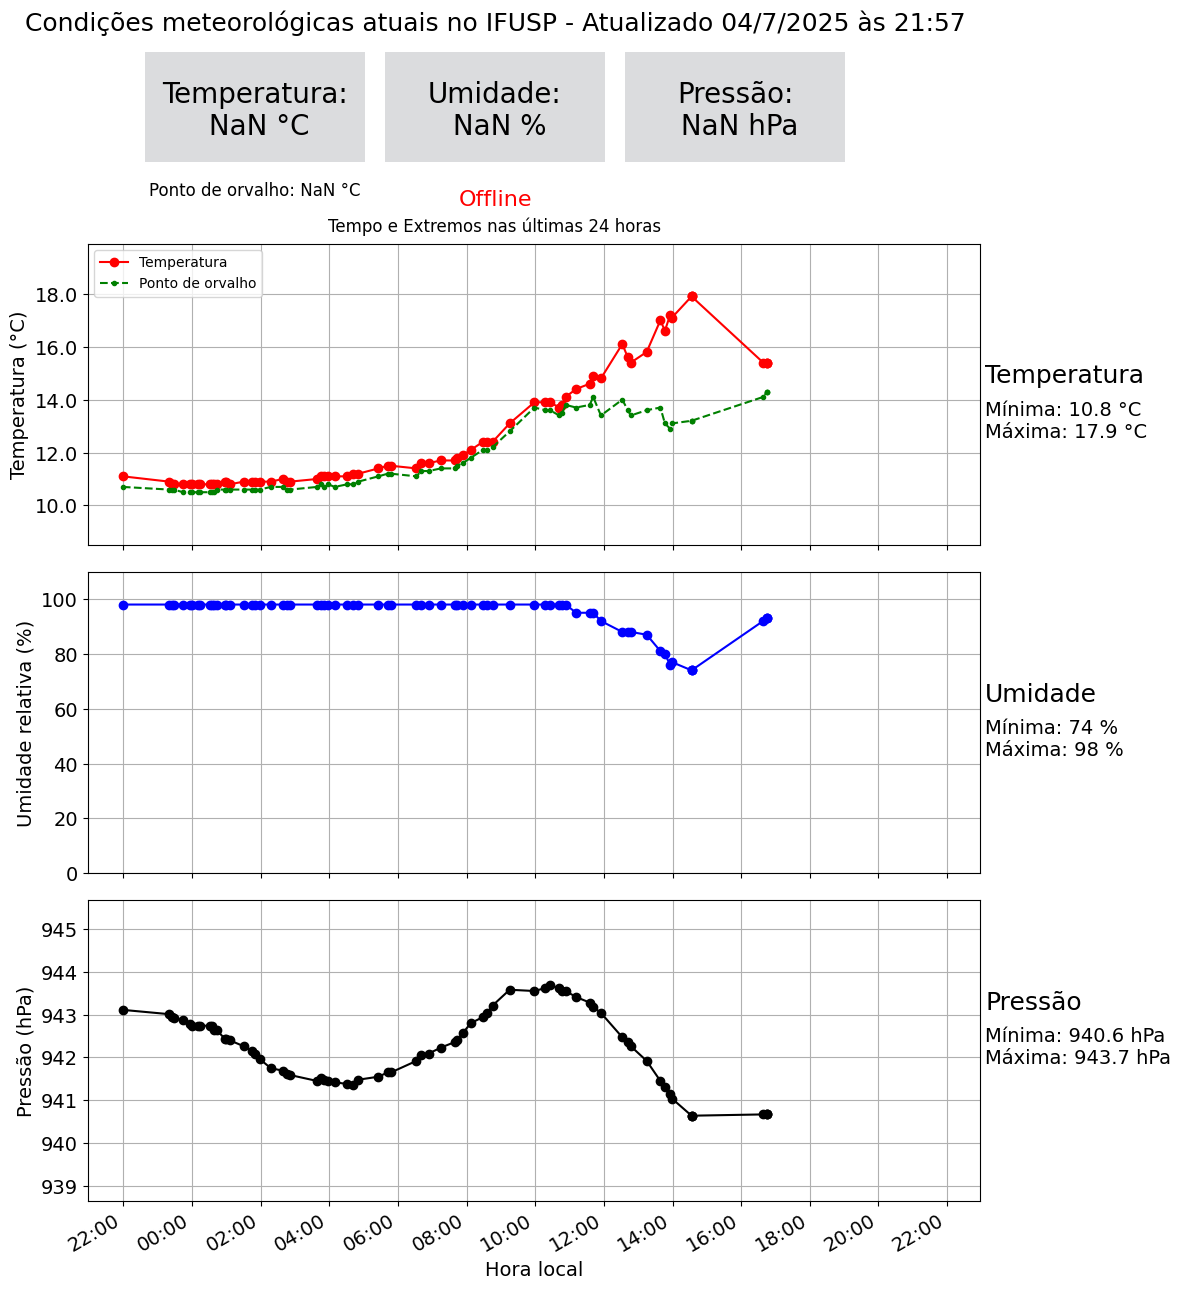 Condições meteorológicas atuais no IFUSP - Atualizado 04/7/2025 às 21:57
Temperatura:
NaN °C
Umidade:
NaN %
Pressão:
NaN hPa
Ponto de orvalho: NaN °C
Offline
Tempo e Extremos nas últimas 24 horas
Temperatura
Ponto de orvalho
Temperatura (°C)
18.0
16.0
14.0
12.0
10.0
Temperatura
Mínima: 10.8 °C
Máxima: 17.9 °C
Umidade relativa (%)
100
80
60
40
20
0
Umidade
Mínima: 74 %
Máxima: 98 %
Pressão (hPa)
945
944
943
942
941
940
939
Pressão
Mínima: 940.6 hPa
Máxima: 943.7 hPa
22:00 00:00 02:00 04:00 06:00 08:00 10:00 12:00 14:00 16:00 18:00 20:00 22:00
Hora local